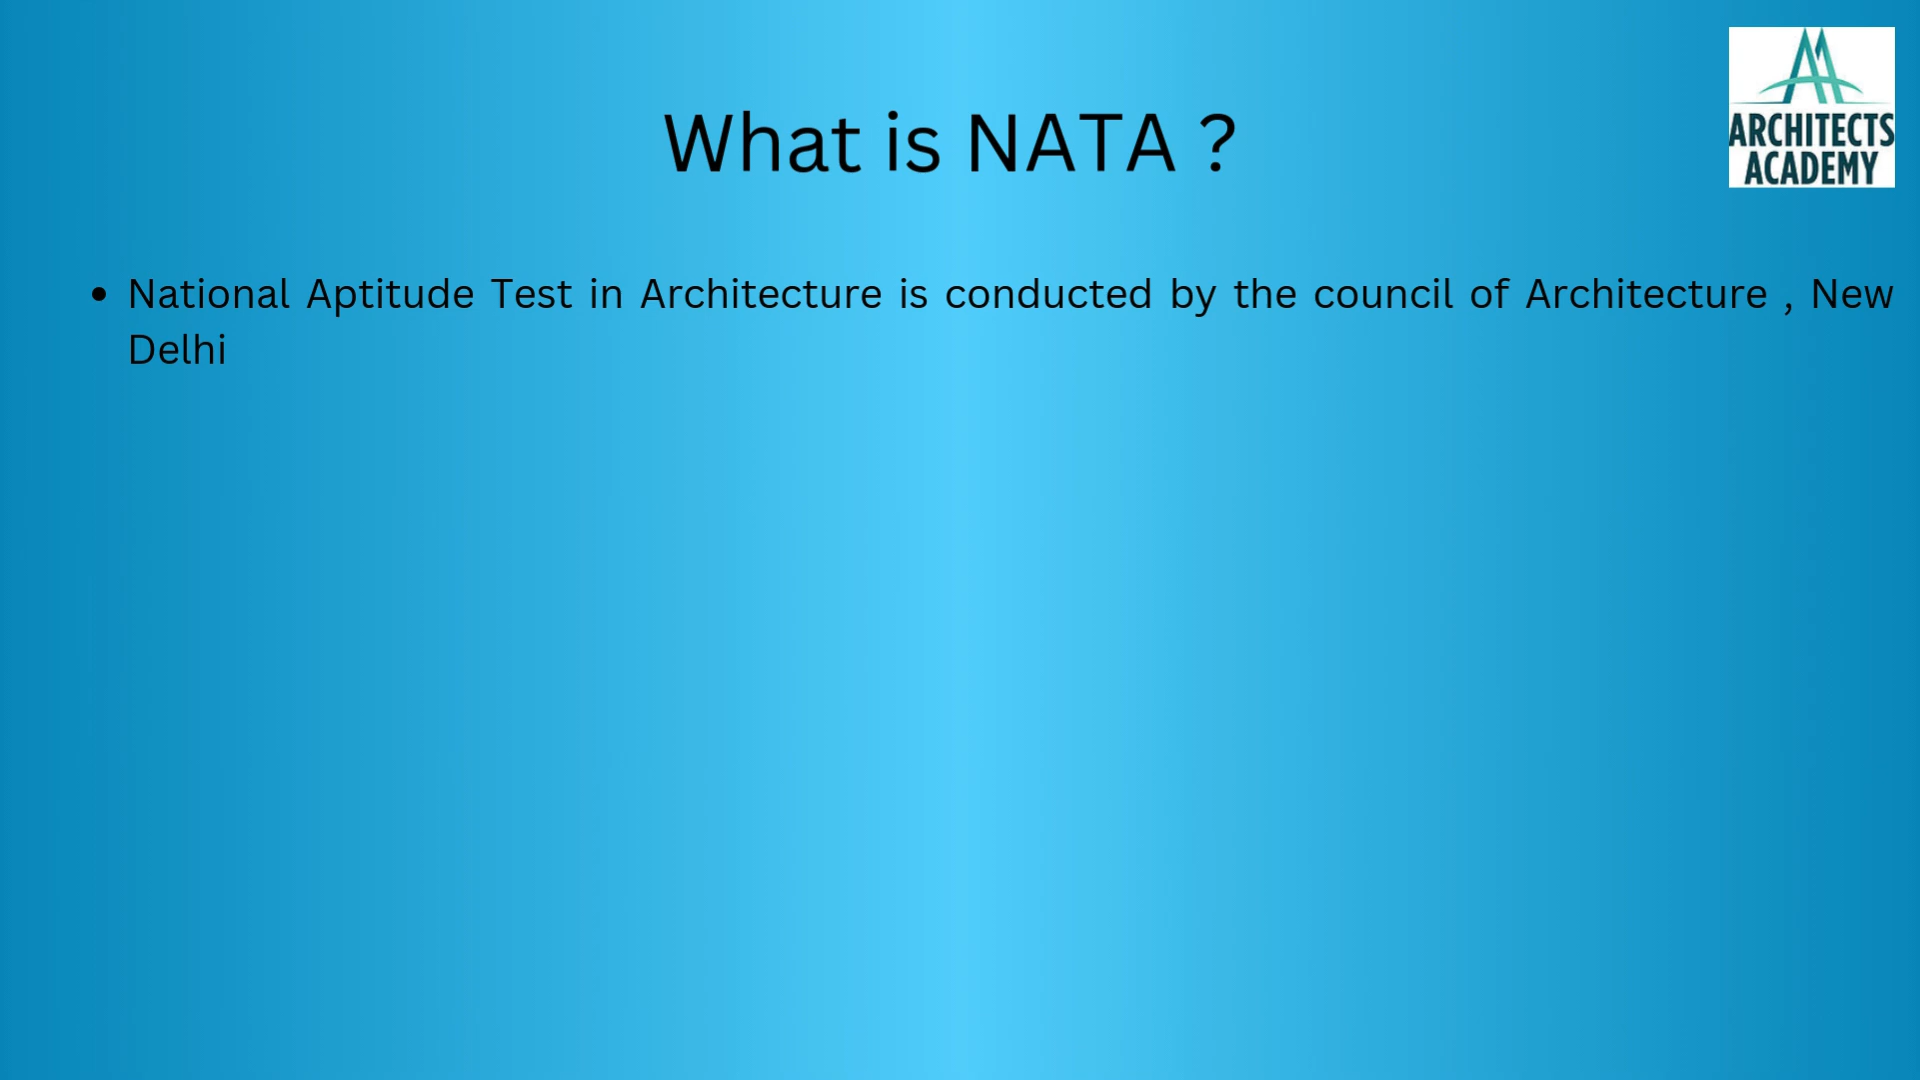 What is NATA ?
ARCHITECTS
ACADEMY
• National Aptitude Test in Architecture is conducted by the council of Architecture , New
Delhi